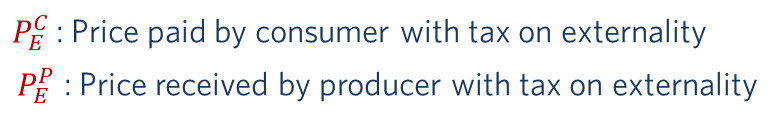 $P_E^C$ : Price paid by consumer with tax on externality
$P_E^P$ : Price received by producer with tax on externality